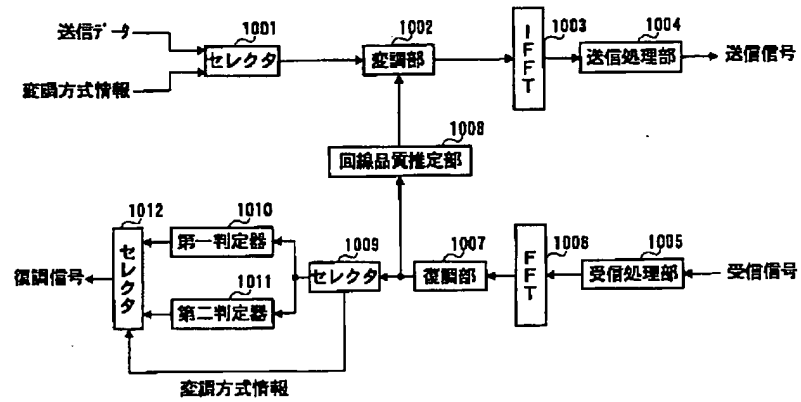 送信データ
変調方式情報
1001
セレクタ
1002
変調部
IFFT
1003
1004
送信処理部
送信信号
1008
回線品質推定部
1012
セレクタ
復調信号
1010
第一判定器
1011
第二判定器
1009
セレクタ
1007
復調部
FFT
1006
1005
受信処理部
受信信号
変調方式情報